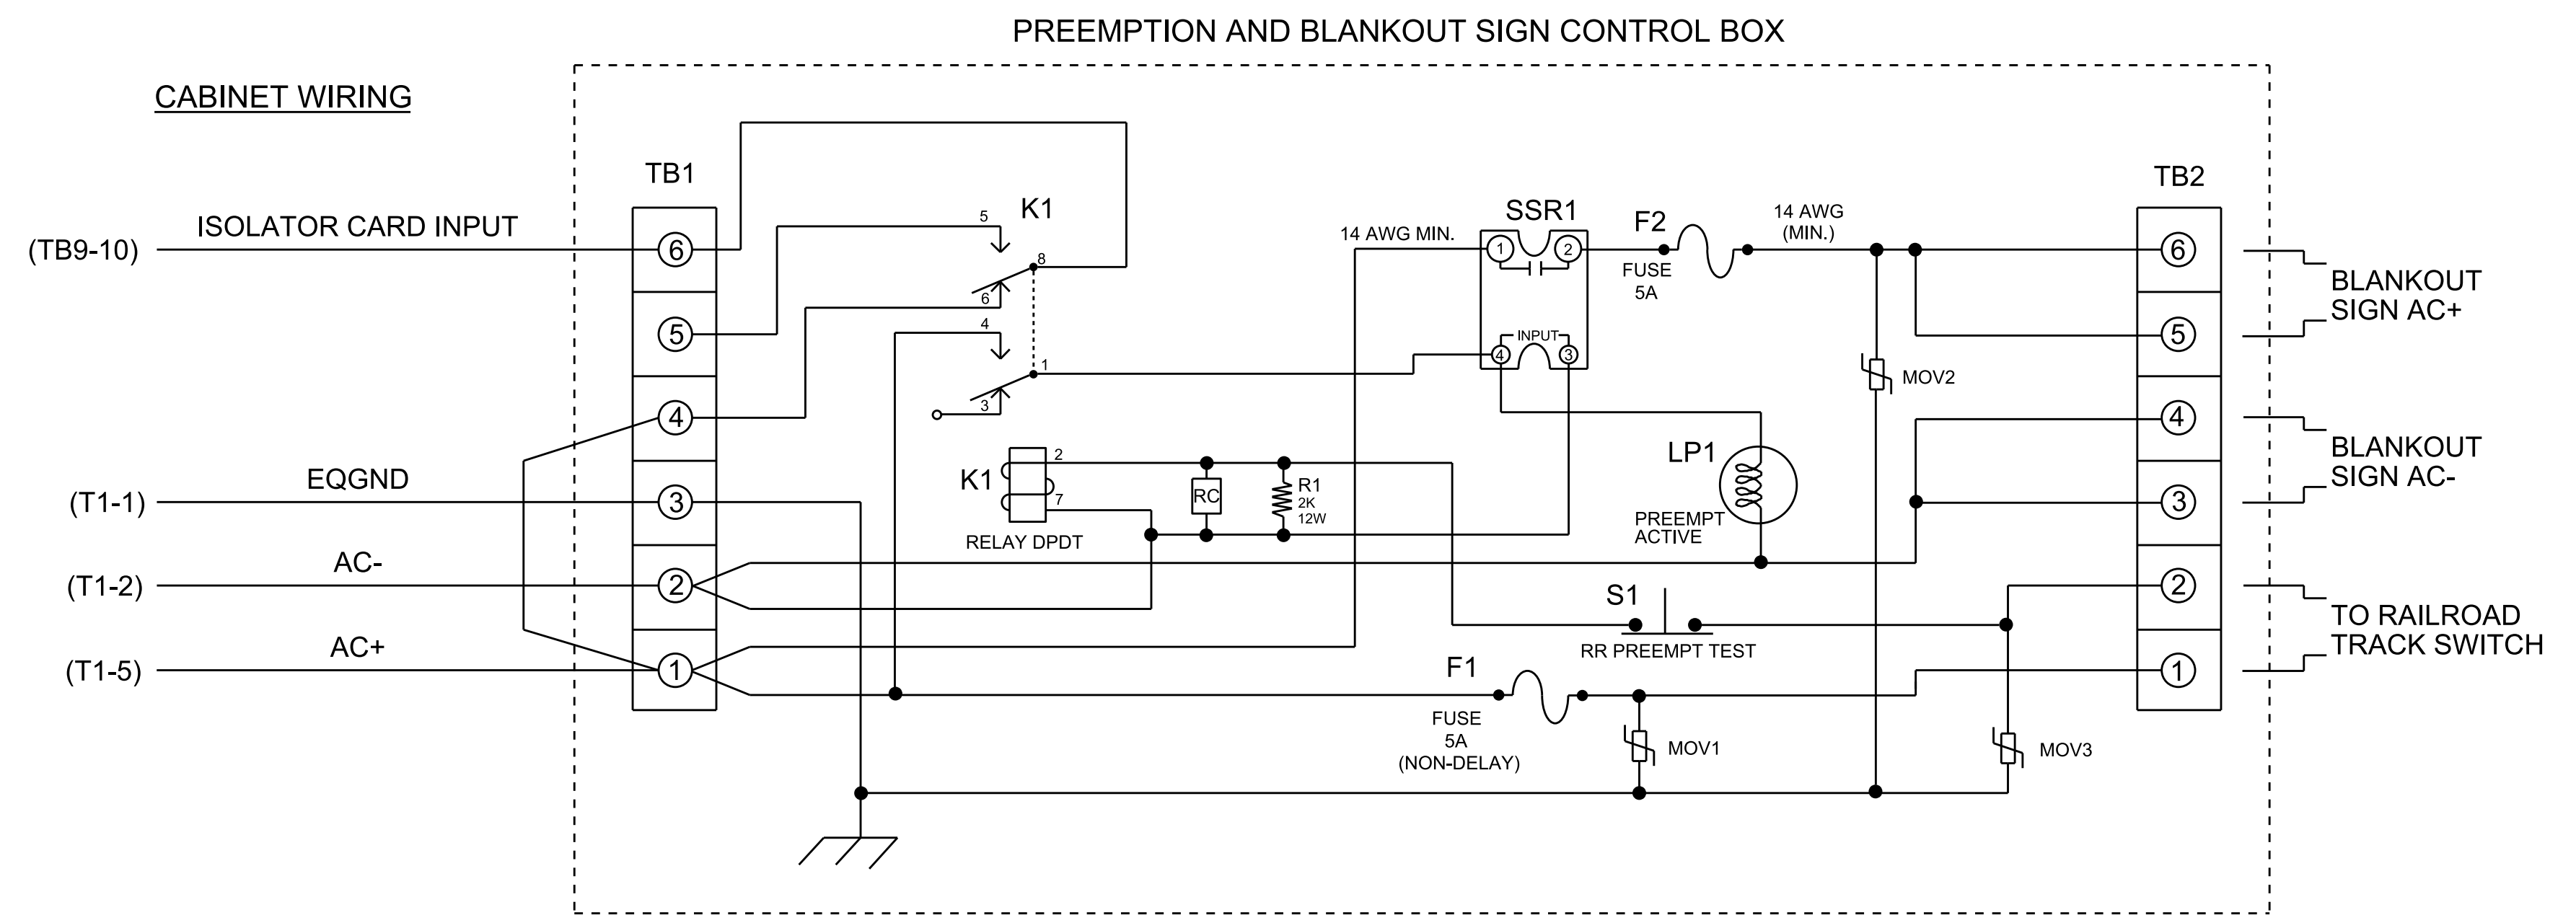 PREEMPTION AND BLANKOUT SIGN CONTROL BOX
CABINET WIRING
(TB9-10)
ISOLATOR CARD INPUT
(T1-1)
EQGND
(T1-2)
AC-
(T1-5)
AC+
TB1
6
5
4
3
2
1
K1
5
8
6
4
1
3
K1
2
7
RELAY DPDT
RC
R1
2K
12W
14 AWG MIN.
SSR1
1
2
INPUT
4
3
F2
FUSE
5A
14 AWG
(MIN.)
MOV2
LP1
PREEMPT
ACTIVE
S1
RR PREEMPT TEST
F1
FUSE
5A
(NON-DELAY)
MOV1
MOV3
TB2
6
5
4
3
2
1
BLANKOUT
SIGN AC+
BLANKOUT
SIGN AC-
TO RAILROAD
TRACK SWITCH